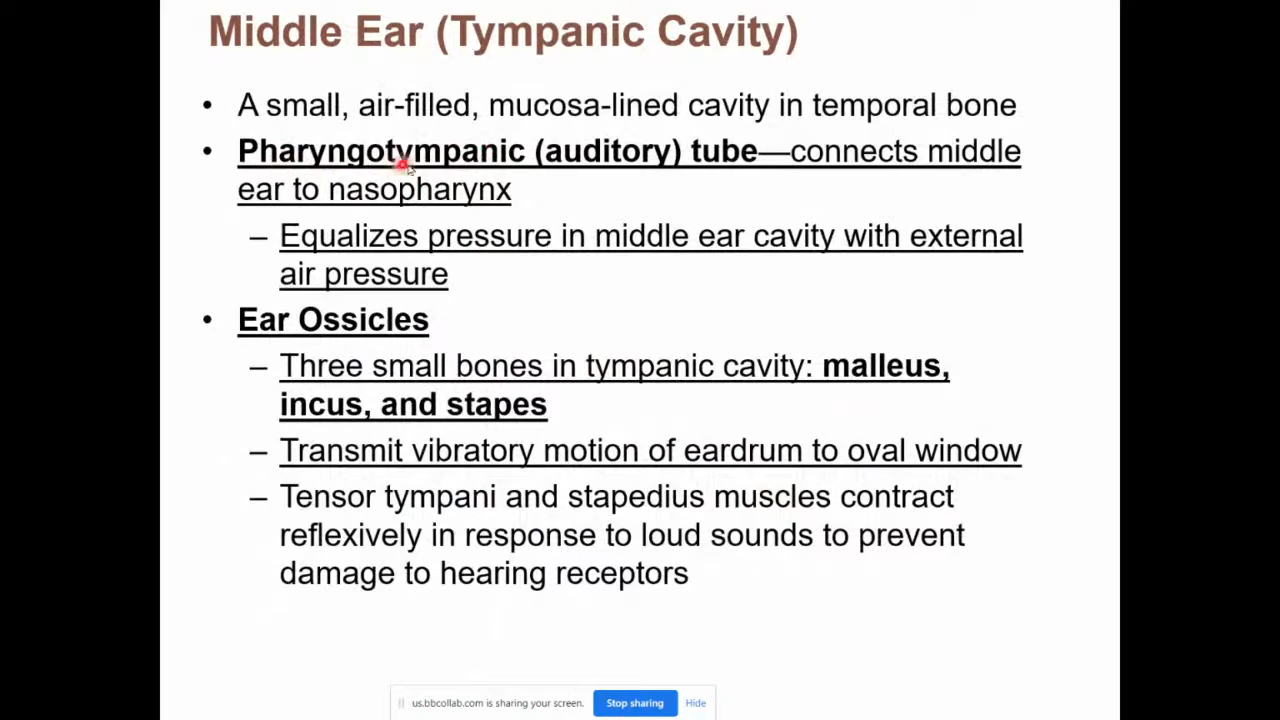 Middle Ear (Tympanic Cavity)
• A small, air-filled, mucosa-lined cavity in temporal bone
• Pharyngotympanic (auditory) tube—connects middle
ear to nasopharynx
– Equalizes pressure in middle ear cavity with external
air pressure
• Ear Ossicles
– Three small bones in tympanic cavity: malleus,
incus, and stapes
– Transmit vibratory motion of eardrum to oval window
– Tensor tympani and stapedius muscles contract
reflexively in response to loud sounds to prevent
damage to hearing receptors
us.bbcollab.com is sharing your screen. Stop sharing Hide